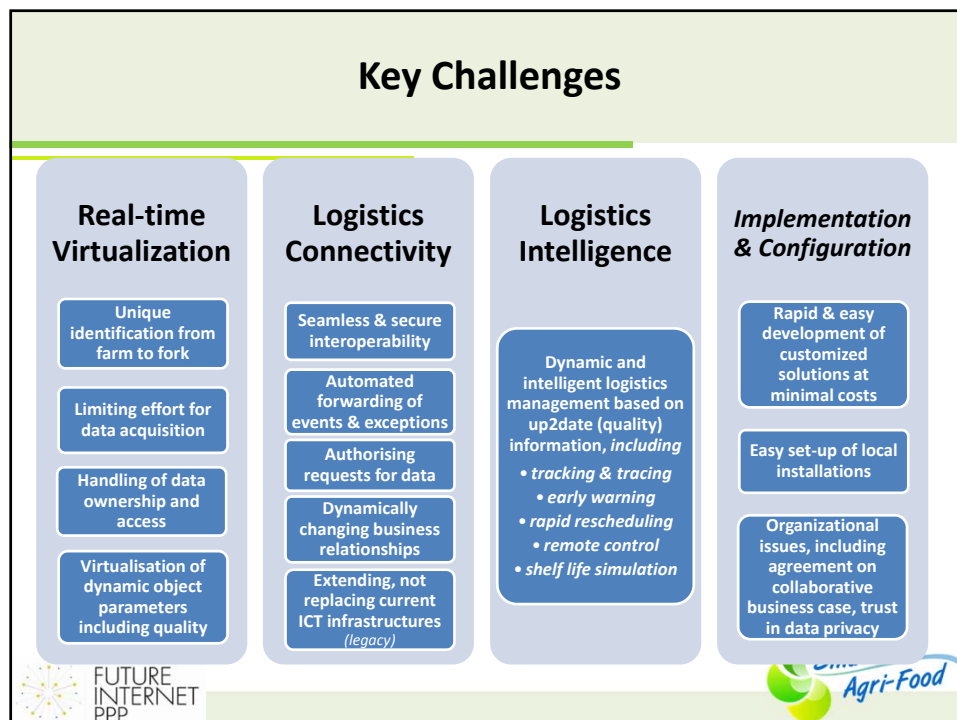 Key Challenges
Real-time
Virtualization
Unique
identification from
farm to fork
Limiting effort for
data acquisition
Handling of data
ownership and
access
Virtualisation of
dynamic object
parameters
including quality
Logistics
Connectivity
Seamless & secure
interoperability
Automated
forwarding of
events & exceptions
Authorising
requests for data
Dynamically
changing business
relationships
Extending, not
replacing current
ICT infrastructures
(legacy)
Logistics
Intelligence
Dynamic and
intelligent logistics
management based on
up2date (quality)
information, including
• tracking & tracing
• early warning
• rapid rescheduling
• remote control
• shelf life simulation
Implementation
& Configuration
Rapid & easy
development of
customized
solutions at
minimal costs
Easy set-up of local
installations
Organizational
issues, including
agreement on
collaborative
business case, trust
in data privacy
FUTURE
INTERNET
PPP
Agri-Food